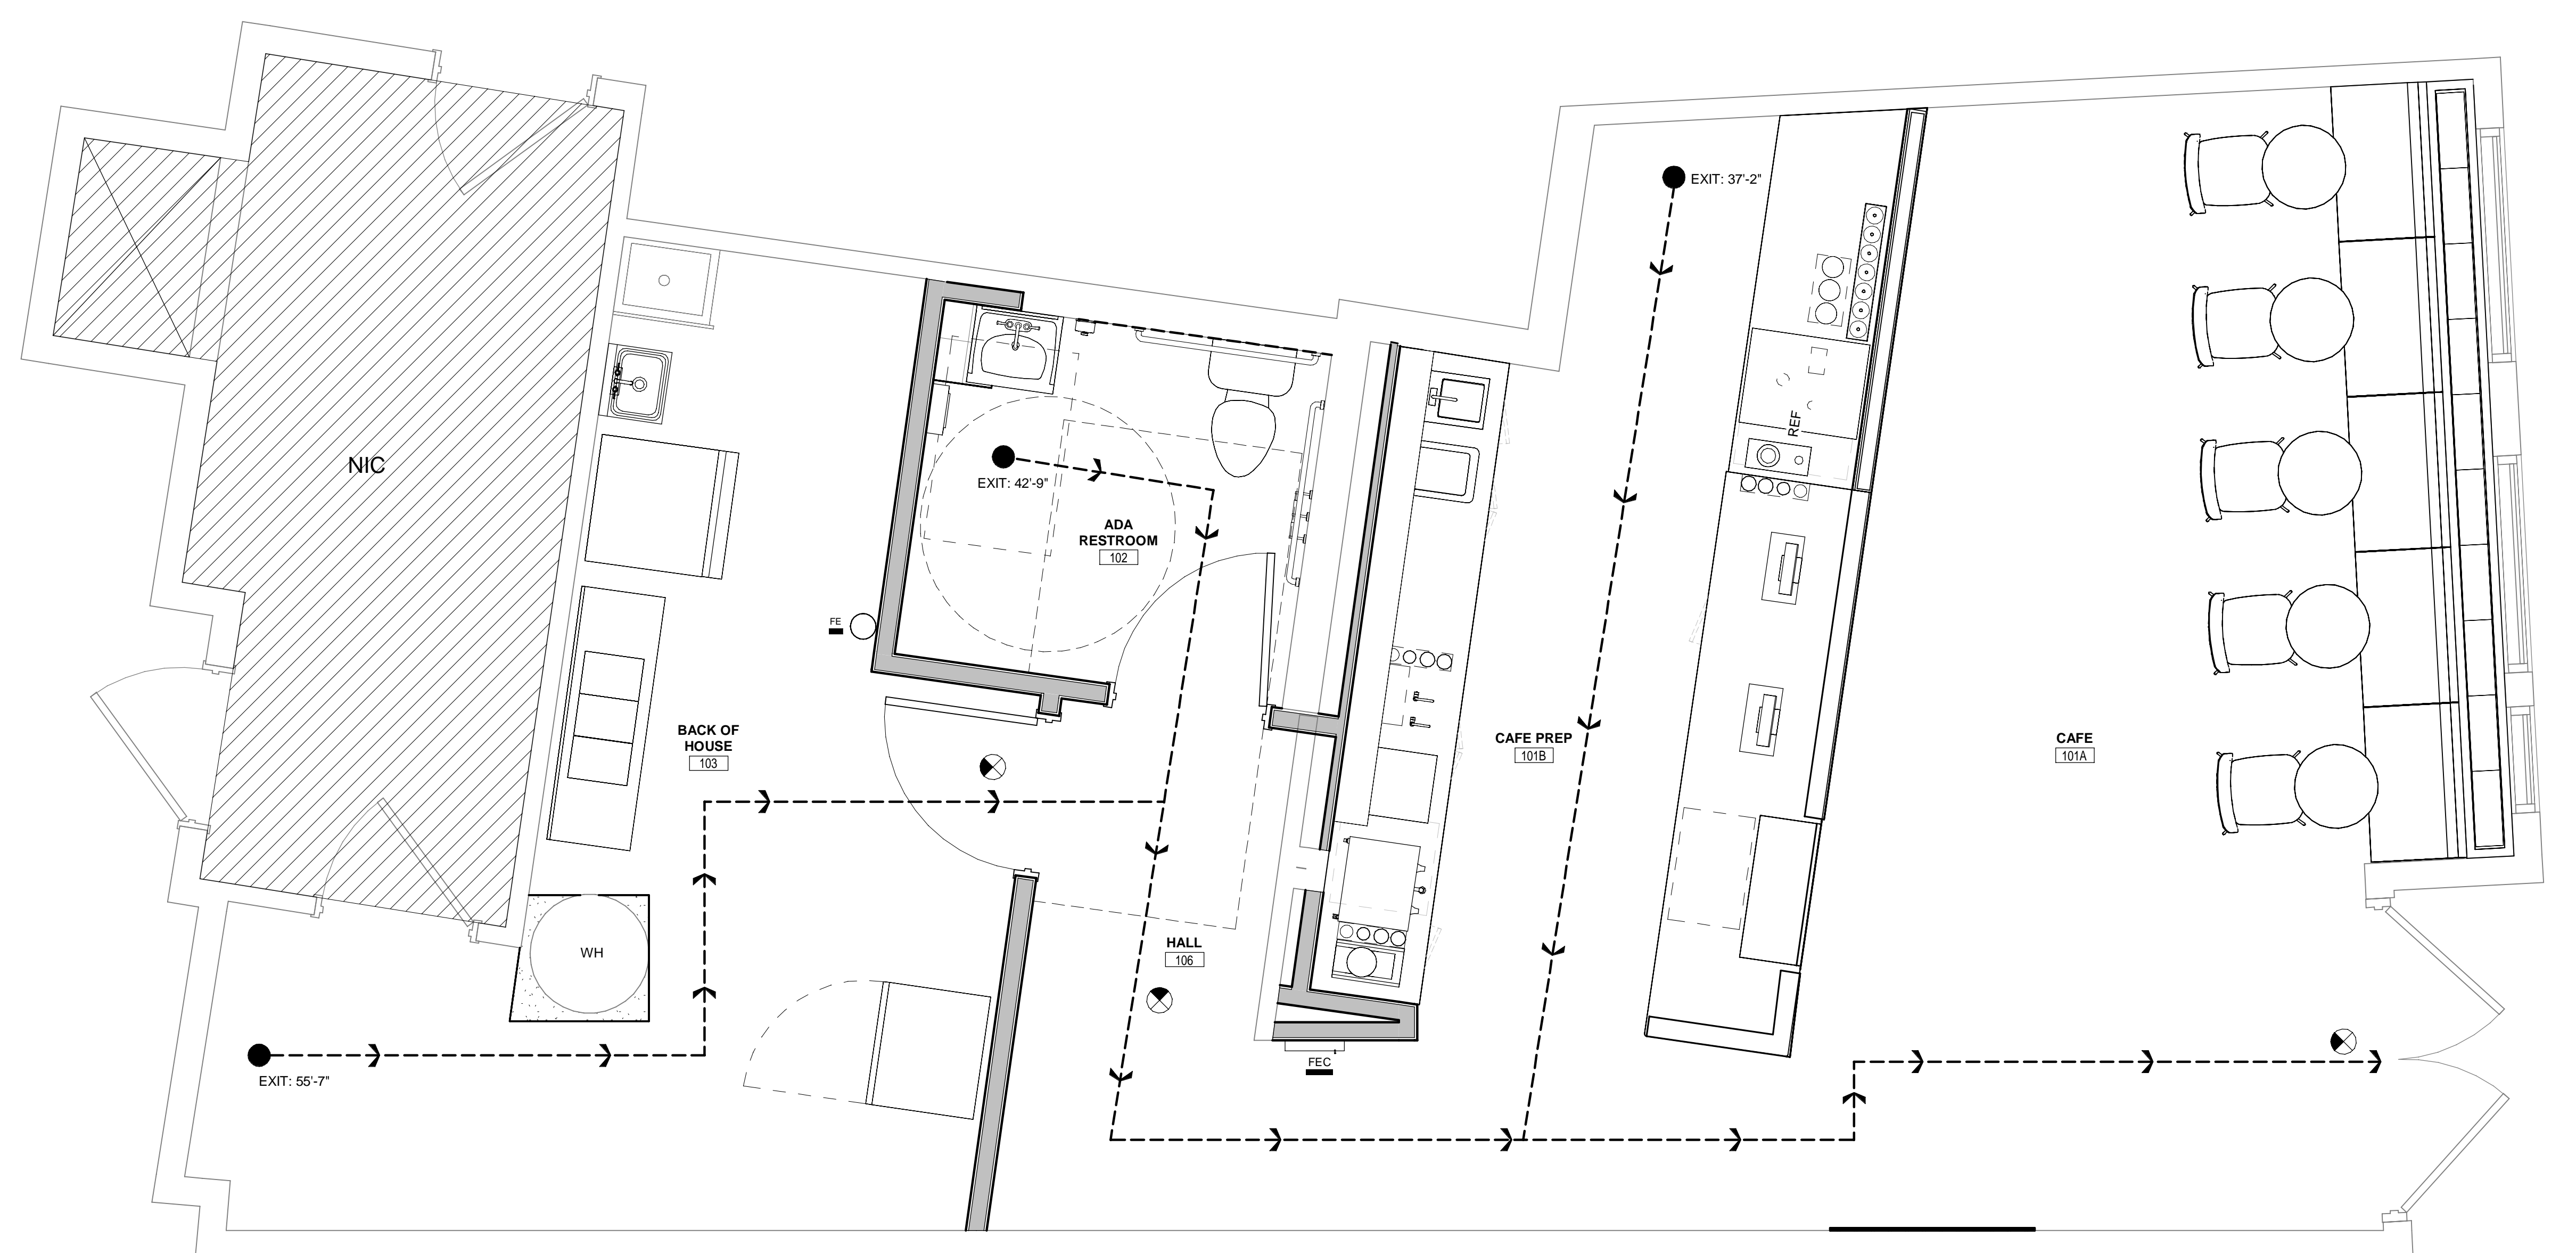 EXIT: 37'-2"
REF
NIC
EXIT: 42'-9"
ADA
RESTROOM
102
FE
BACK OF
HOUSE
103
CAFE PREP
101B
CAFE
101A
HALL
106
WH
FEC
EXIT: 55'-7"